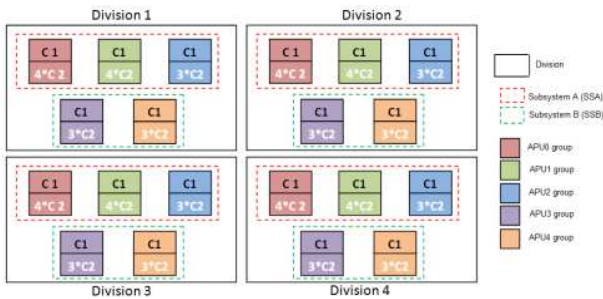 Division 1
Division 2
C 1 C1 C1
4*C 2 4*C2 3*C2
C1 C1
3*C2 3*C2
C 1 C1 C1
4*C 2 4*C2 3*C2
C1 C1
3*C2 3*C2
C 1 C1 C1
4*C 2 4*C2 3*C2
C1 C1
3*C2 3*C2
C 1 C1 C1
4*C 2 4*C2 3*C2
C1 C1
3*C2 3*C2
Division 3
Division 4
Division
Subsystem A (SSA)
Subsystem B (SSB)
APU0 group
APU1 group
APU2 group
APU3 group
APU4 group